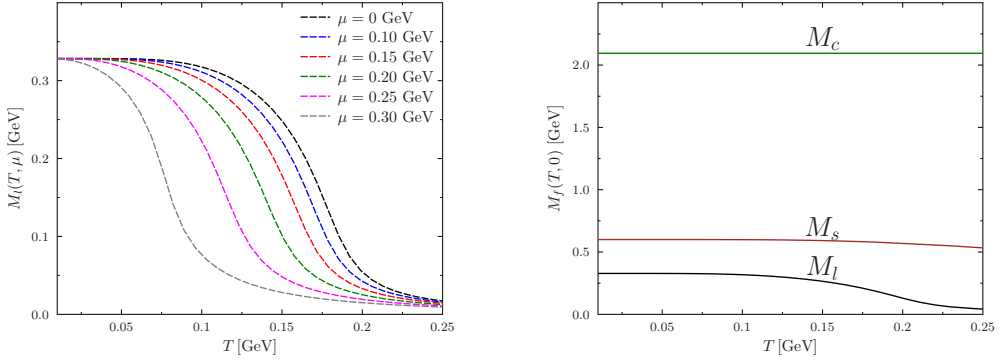 M_l(T, μ) [GeV]
0.3
0.2
0.1
0.0
0.05
0.1
0.15
0.2
0.25
T [GeV]
μ = 0 GeV
μ = 0.10 GeV
μ = 0.15 GeV
μ = 0.20 GeV
μ = 0.25 GeV
μ = 0.30 GeV
M_f(T, 0) [GeV]
2.0
1.5
1.0
0.5
0.0
0.05
0.1
0.15
0.2
0.25
T [GeV]
M_c
M_s
M_l